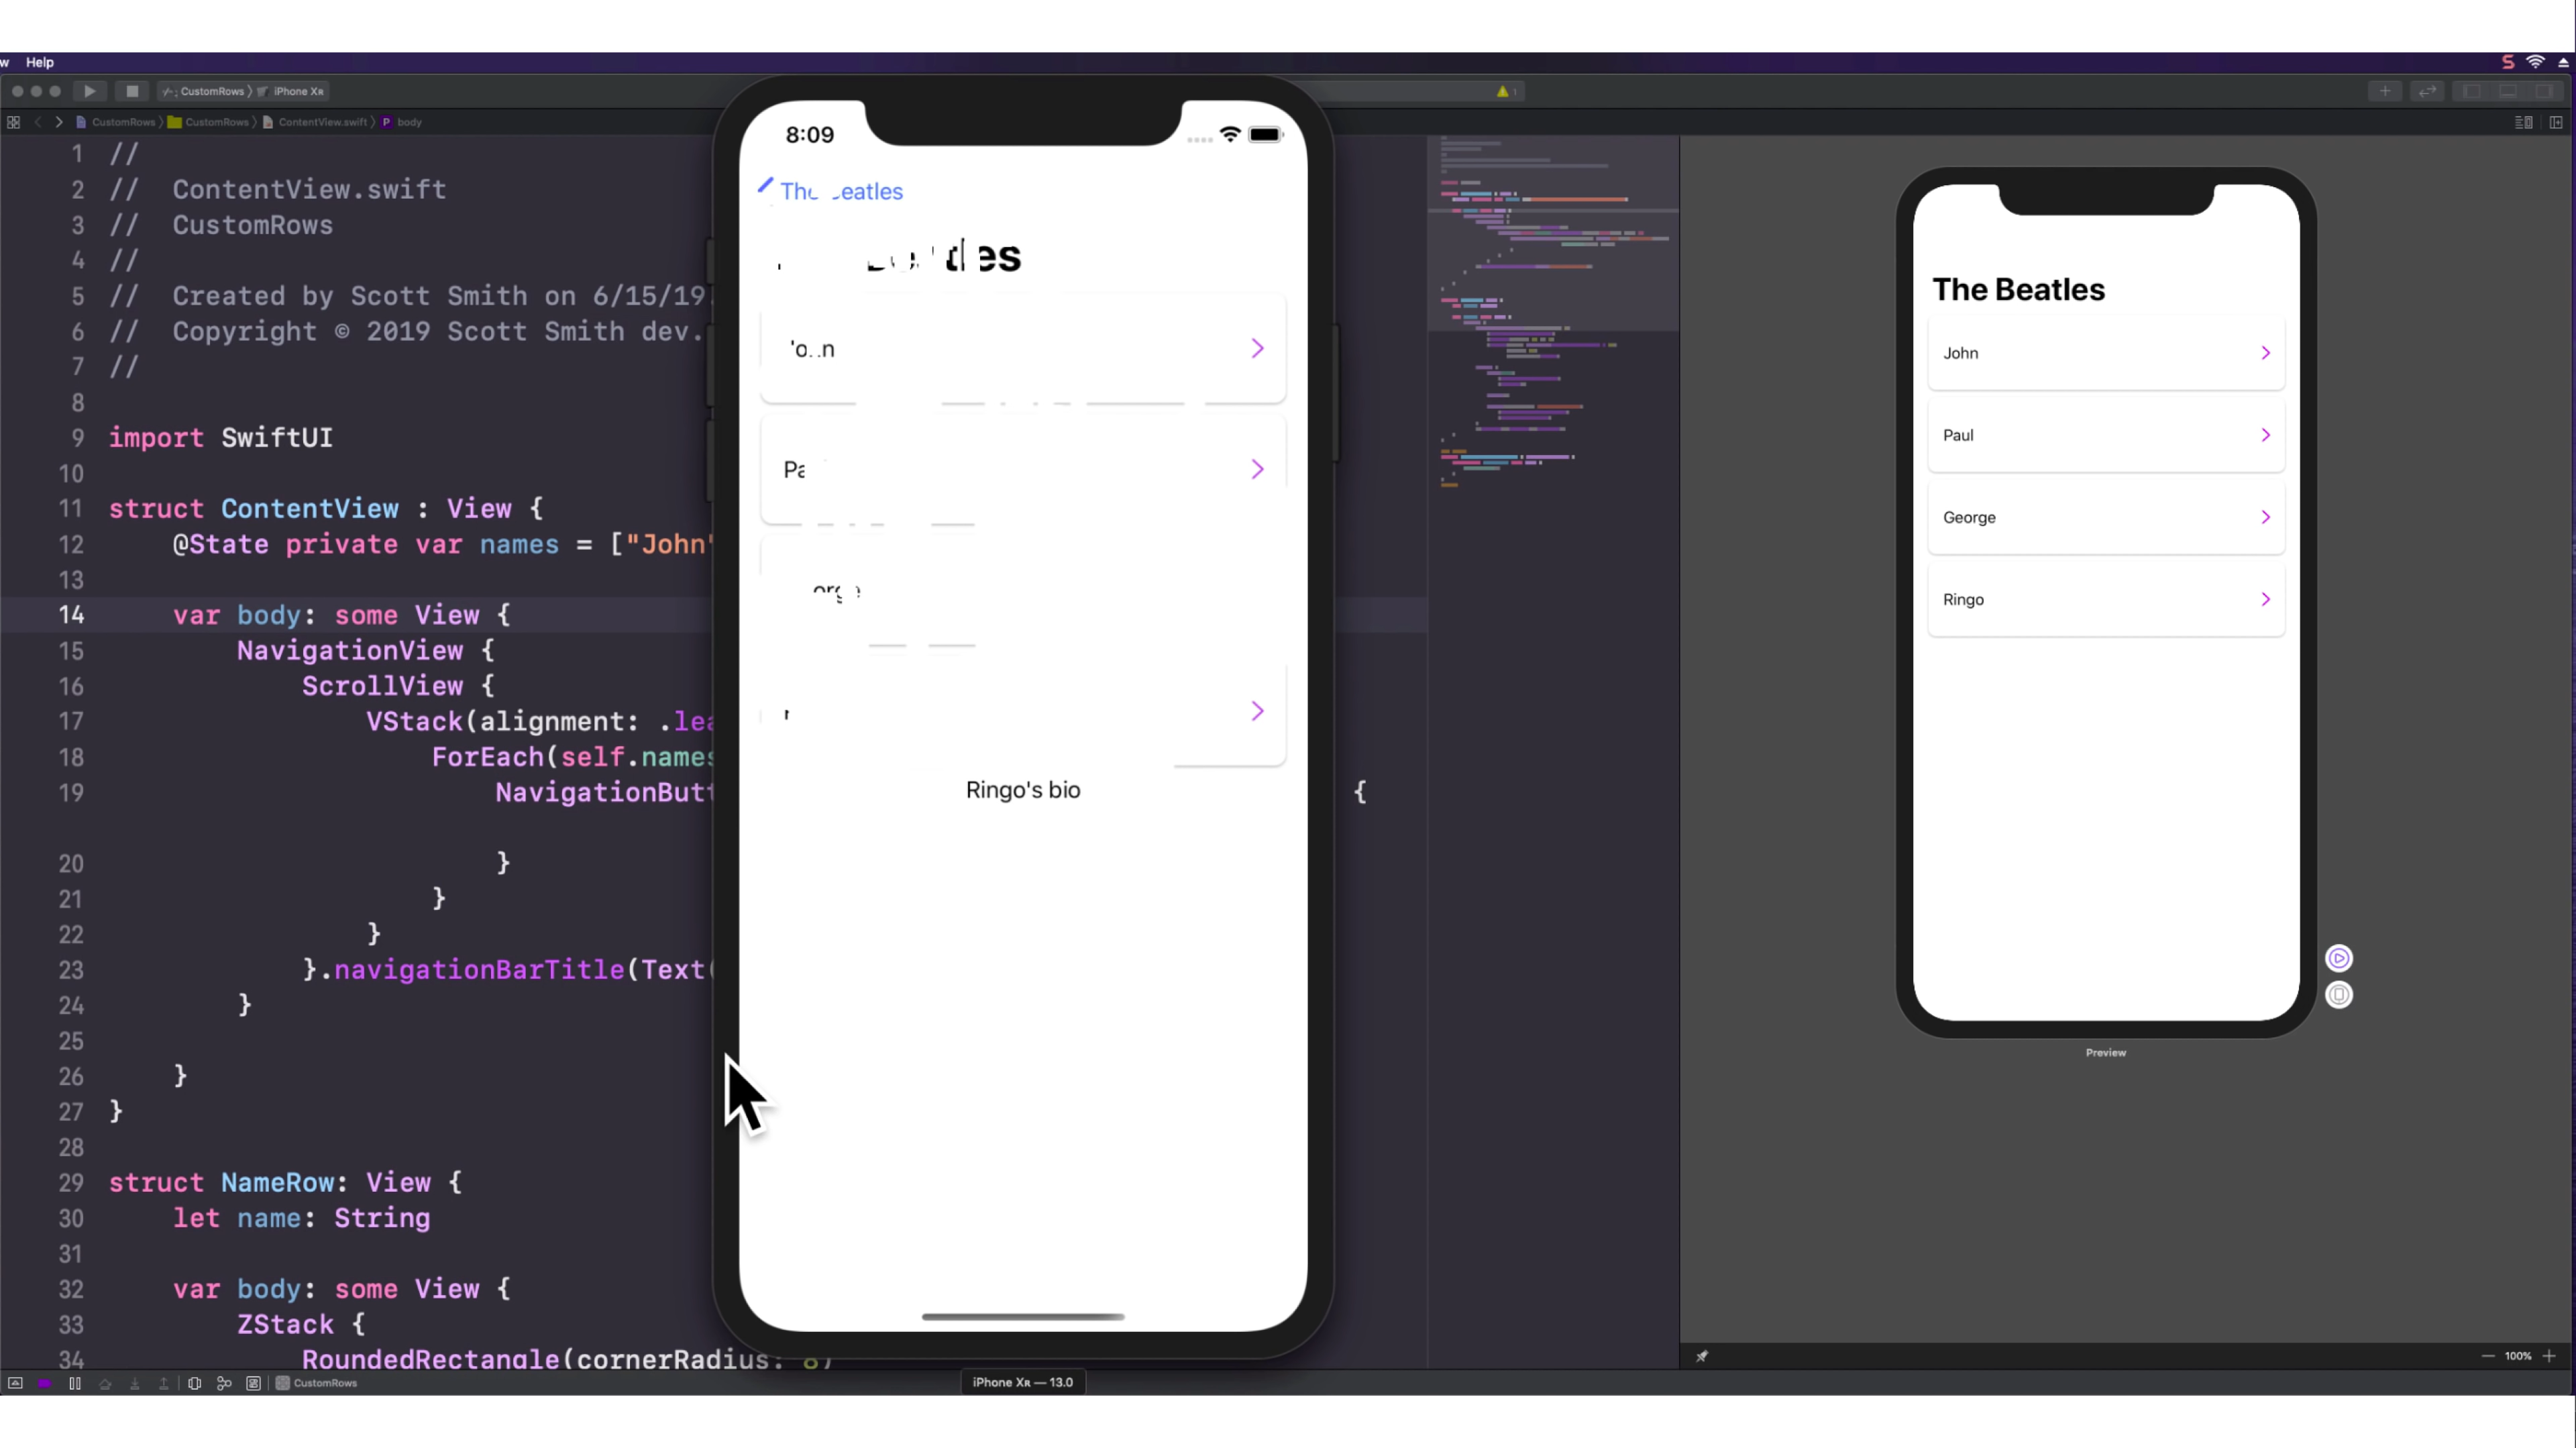 w Help
CustomRows iPhone XR
1
CustomRows CustomRows ContentView.swift P body
1 //
2 // ContentView.swift
3 // CustomRows
4 //
5 // Created by Scott Smith on 6/15/19
6 // Copyright © 2019 Scott Smith dev.
7 //
8
9 import SwiftUI
10
11 struct ContentView : View {
12 @State private var names = ["John"
13
14 var body: some View {
15 NavigationView {
16 ScrollView {
17 VStack(alignment: .lea
18 ForEach(self.names
19 NavigationButt {
20 }
21 }
22 }
23 }.navigationBarTitle(Text(
24 }
25
26 }
27 }
28
29 struct NameRow: View {
30 let name: String
31
32 var body: some View {
33 ZStack {
34 RoundedRectangle(cornerRadius: 8)
CustomRows
8:09
Ringo's bio
iPhone XR — 13.0
The Beatles
John
Paul
George
Ringo
Preview
100%